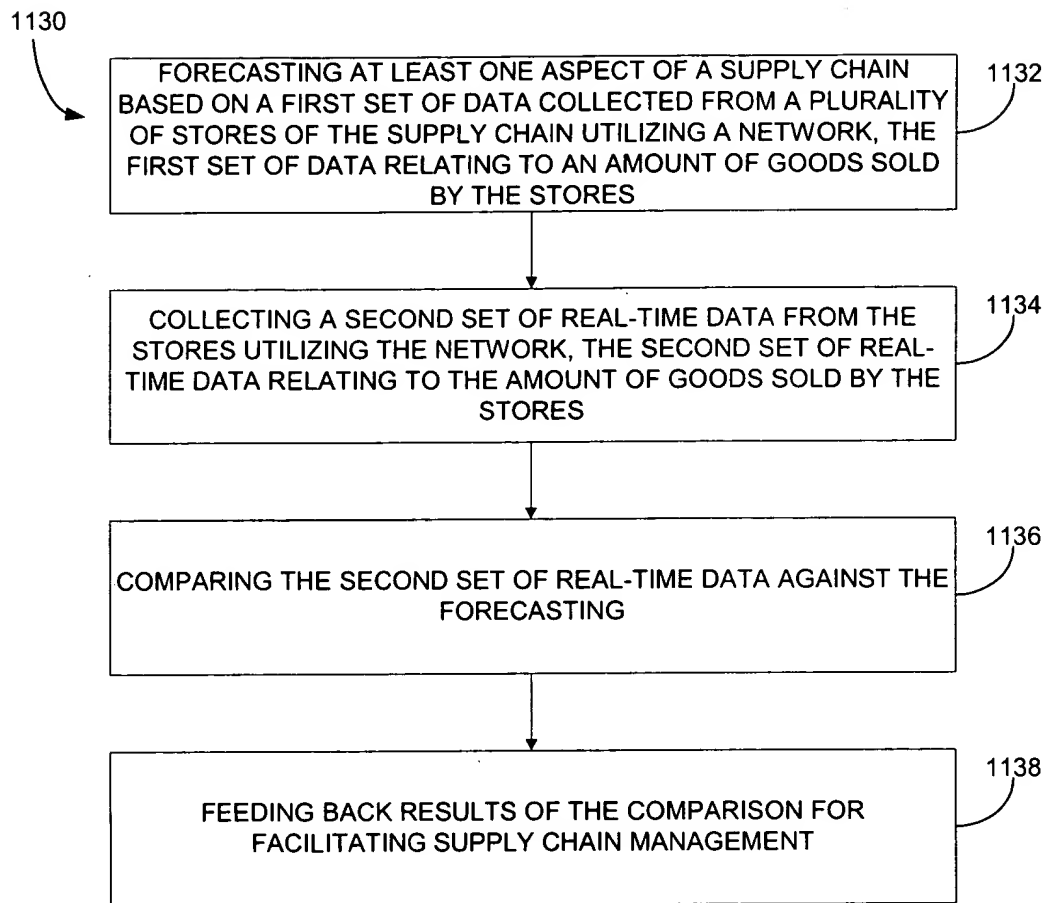 1130
FORECASTING AT LEAST ONE ASPECT OF A SUPPLY CHAIN
BASED ON A FIRST SET OF DATA COLLECTED FROM A PLURALITY
OF STORES OF THE SUPPLY CHAIN UTILIZING A NETWORK, THE
FIRST SET OF DATA RELATING TO AN AMOUNT OF GOODS SOLD
BY THE STORES
1132
COLLECTING A SECOND SET OF REAL-TIME DATA FROM THE
STORES UTILIZING THE NETWORK, THE SECOND SET OF REAL-
TIME DATA RELATING TO THE AMOUNT OF GOODS SOLD BY THE
STORES
1134
COMPARING THE SECOND SET OF REAL-TIME DATA AGAINST THE
FORECASTING
1136
FEEDING BACK RESULTS OF THE COMPARISON FOR
FACILITATING SUPPLY CHAIN MANAGEMENT
1138